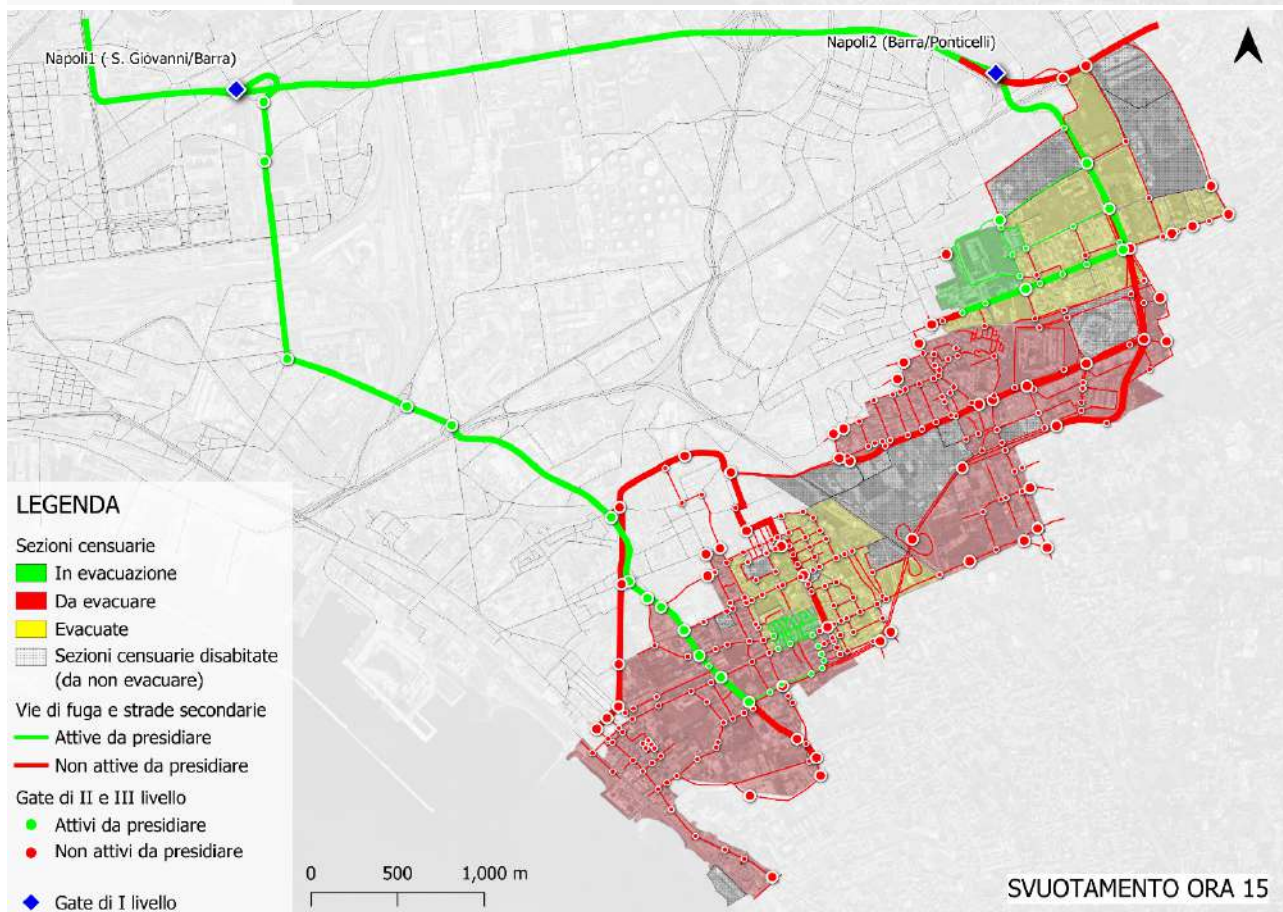 Napoli1 ( S. Giovanni/Barra)
Napoli2 (Barra/Ponticelli)
LEGENDA
Sezioni censuarie
In evacuazione
Da evacuare
Evacuate
Sezioni censuarie disabitate
(da non evacuare)
Vie di fuga e strade secondarie
Attive da presidiare
Non attive da presidiare
Gate di II e III livello
Attivi da presidiare
Non attivi da presidiare
Gate di I livello
0 500 1,000 m
SVUOTAMENTO ORA 15